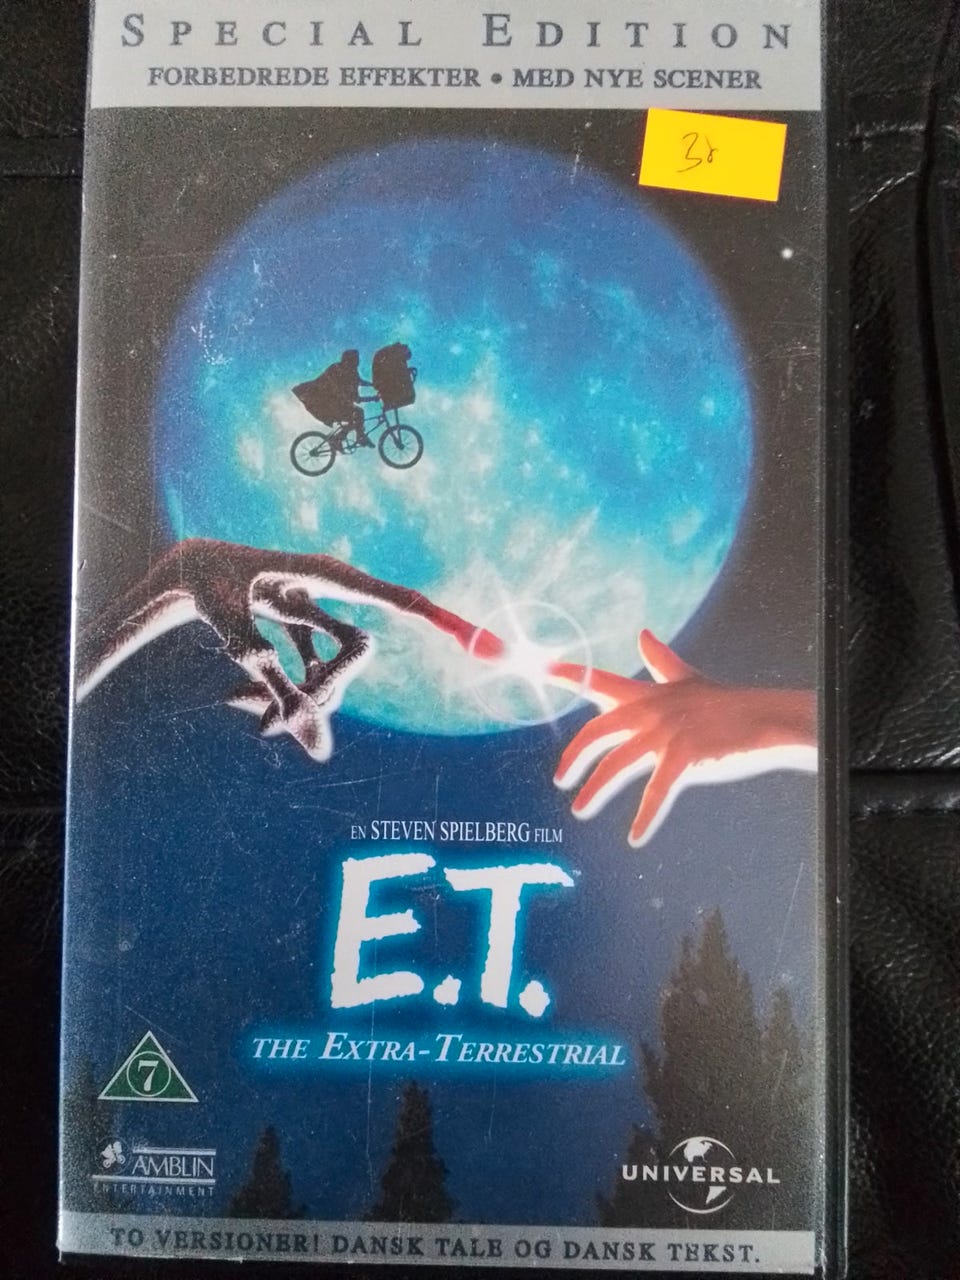 SPECIAL EDITION
FORBEDREDE EFFEKTER • MED NYE SCENER
EN STEVEN SPIELBERG FILM
E.T.
THE EXTRA-TERRESTRIAL
7
AMBLIN
ENTERTAINMENT
UNIVERSAL
TO VERSIONER! DANSK TALE OG DANSK TEKST.